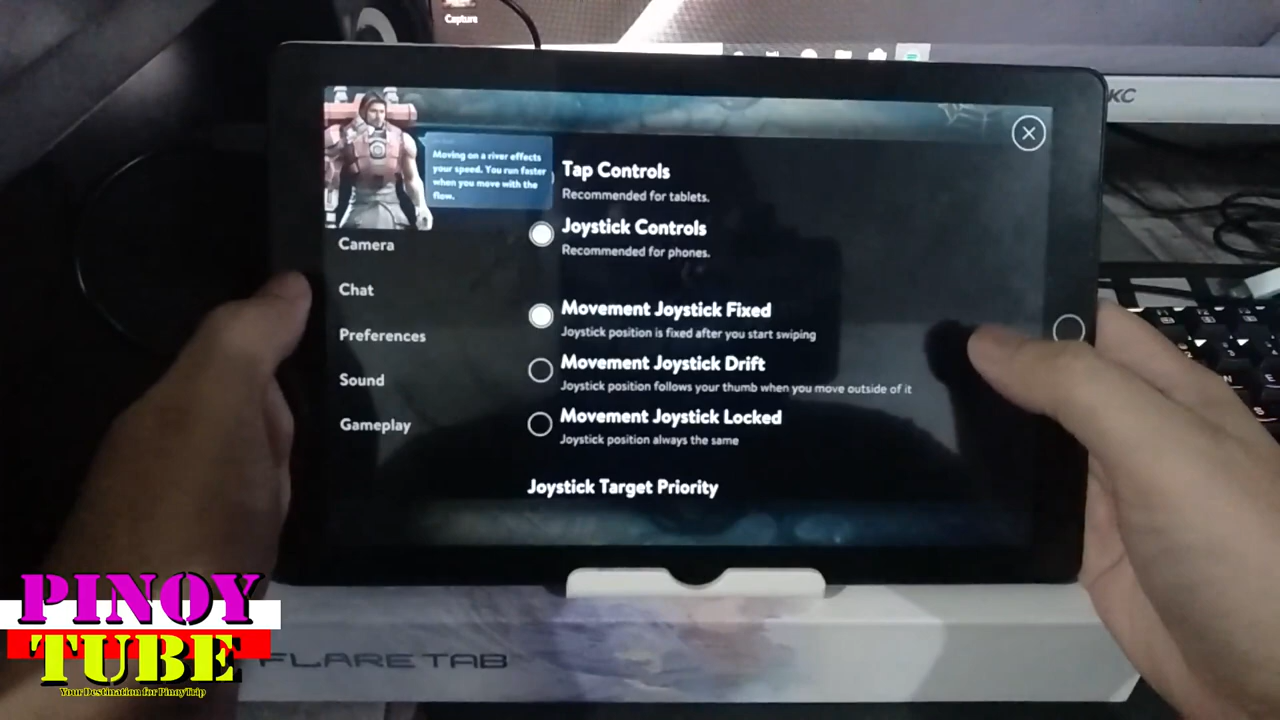 Capture
KC
Moving on a river effects
your speed. You run faster
when you move with the
flow.
Tap Controls
Recommended for tablets.
Joystick Controls
Recommended for phones.
Camera
Chat
Preferences
Sound
Gameplay
Movement Joystick Fixed
Joystick position is fixed after you start swiping
Movement Joystick Drift
Joystick position follows your thumb when you move outside of it
Movement Joystick Locked
Joystick position always the same
Joystick Target Priority
PINOY
TUBE
Your Destination for PinoyTrip
FLARE TAB